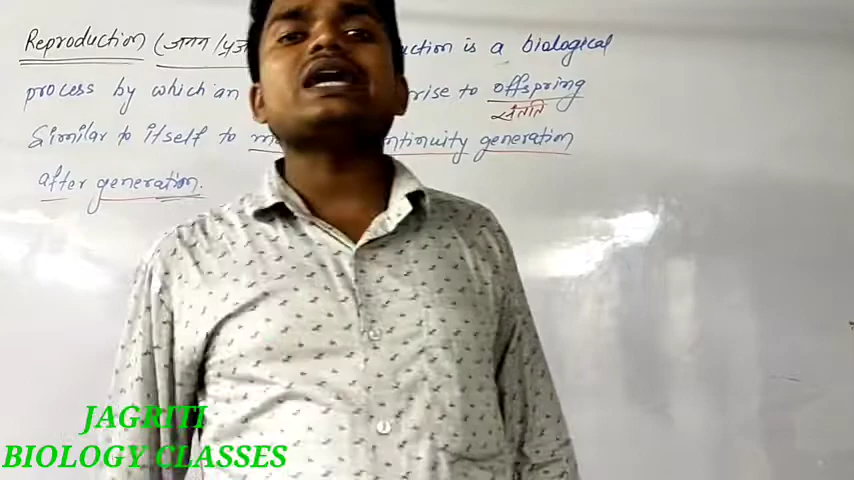 Reproduction (जनन / ction is a biological
process by which an rise to offspring
संतति
Similar to itself to ntinuity generation
after generation.
JAGRITI
BIOLOGY CLASSES